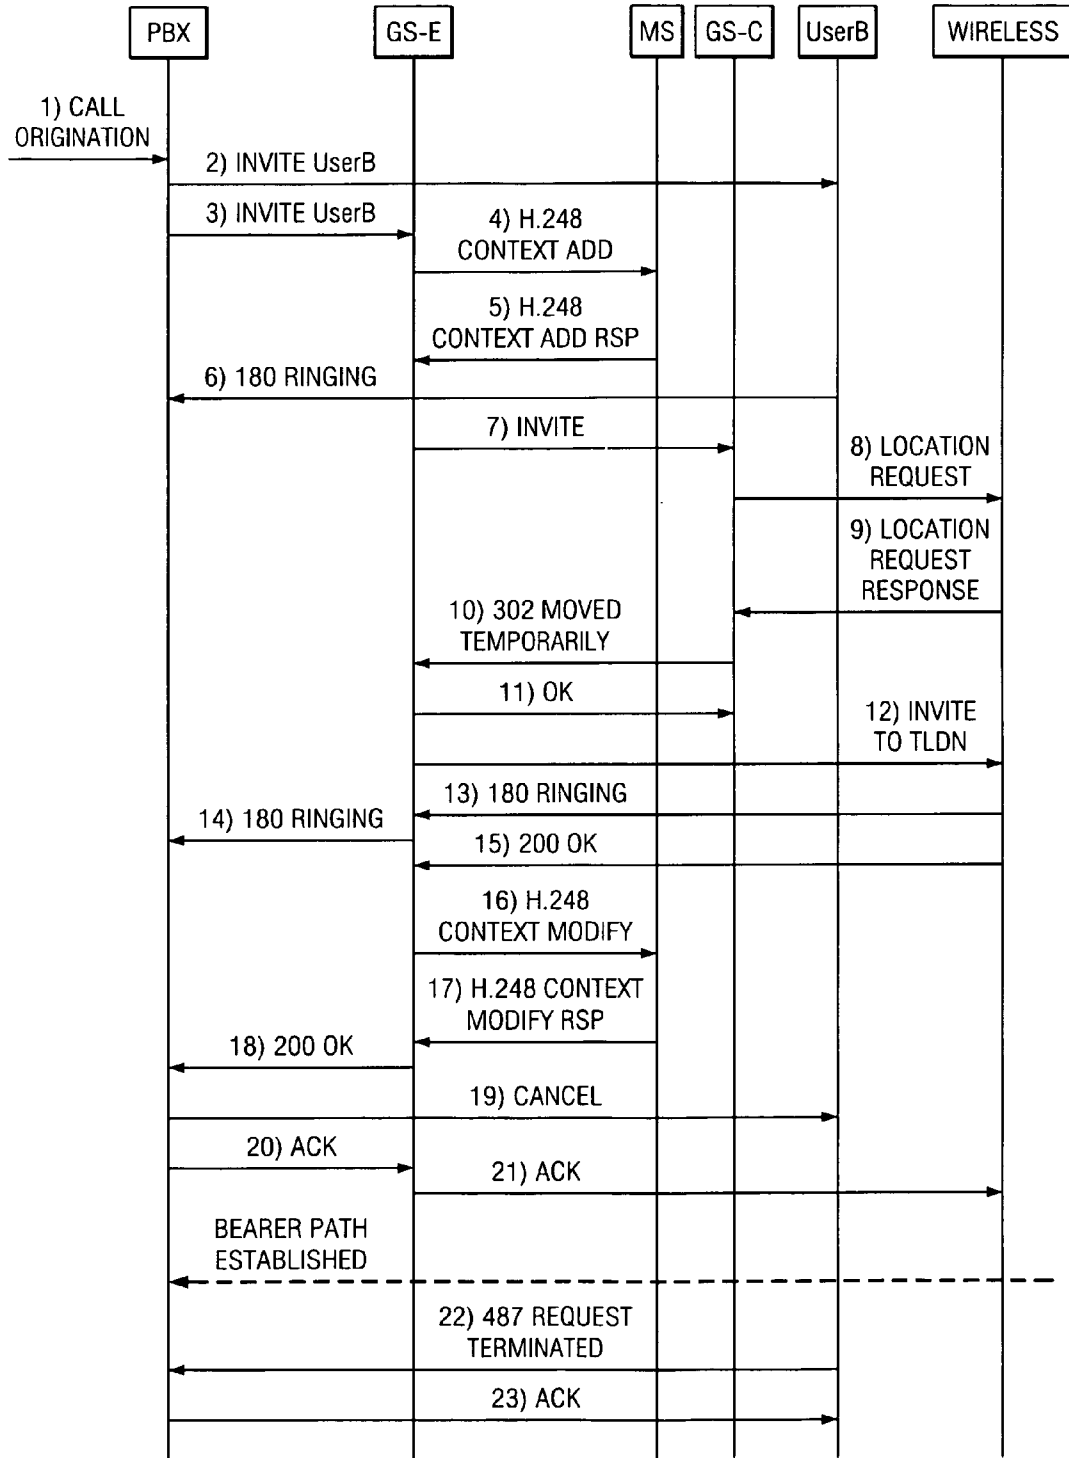 PBX
GS-E
MS
GS-C
UserB
WIRELESS
1) CALL
ORIGINATION
2) INVITE UserB
3) INVITE UserB
4) H.248
CONTEXT ADD
5) H.248
CONTEXT ADD RSP
6) 180 RINGING
7) INVITE
8) LOCATION
REQUEST
9) LOCATION
REQUEST
RESPONSE
10) 302 MOVED
TEMPORARILY
11) OK
12) INVITE
TO TLDN
13) 180 RINGING
14) 180 RINGING
15) 200 OK
16) H.248
CONTEXT MODIFY
17) H.248 CONTEXT
MODIFY RSP
18) 200 OK
19) CANCEL
20) ACK
21) ACK
BEARER PATH
ESTABLISHED
22) 487 REQUEST
TERMINATED
23) ACK